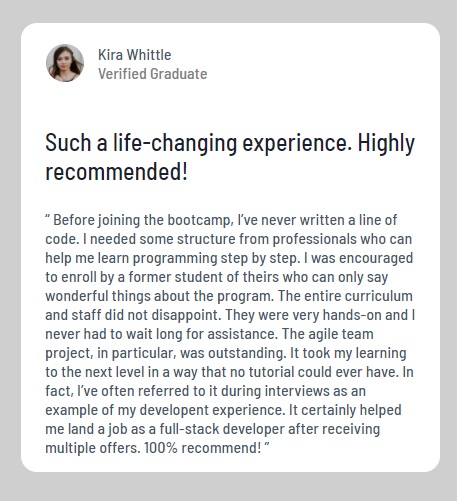 Kira Whittle
Verified Graduate
Such a life-changing experience. Highly
recommended!
“ Before joining the bootcamp, I’ve never written a line of
code. I needed some structure from professionals who can
help me learn programming step by step. I was encouraged
to enroll by a former student of theirs who can only say
wonderful things about the program. The entire curriculum
and staff did not disappoint. They were very hands-on and I
never had to wait long for assistance. The agile team
project, in particular, was outstanding. It took my learning
to the next level in a way that no tutorial could ever have. In
fact, I’ve often referred to it during interviews as an
example of my developent experience. It certainly helped
me land a job as a full-stack developer after receiving
multiple offers. 100% recommend! ”